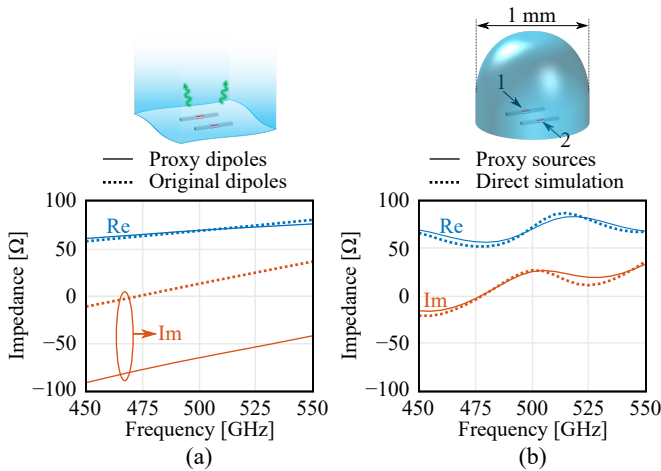 1 mm
1
2
Proxy dipoles
Original dipoles
Proxy sources
Direct simulation
Impedance [Ω]
100
50
0
−50
−100
Re
Im
450
475
500
525
550
Frequency [GHz]
(a)
Impedance [Ω]
100
50
0
−50
−100
Re
Im
450
475
500
525
550
Frequency [GHz]
(b)